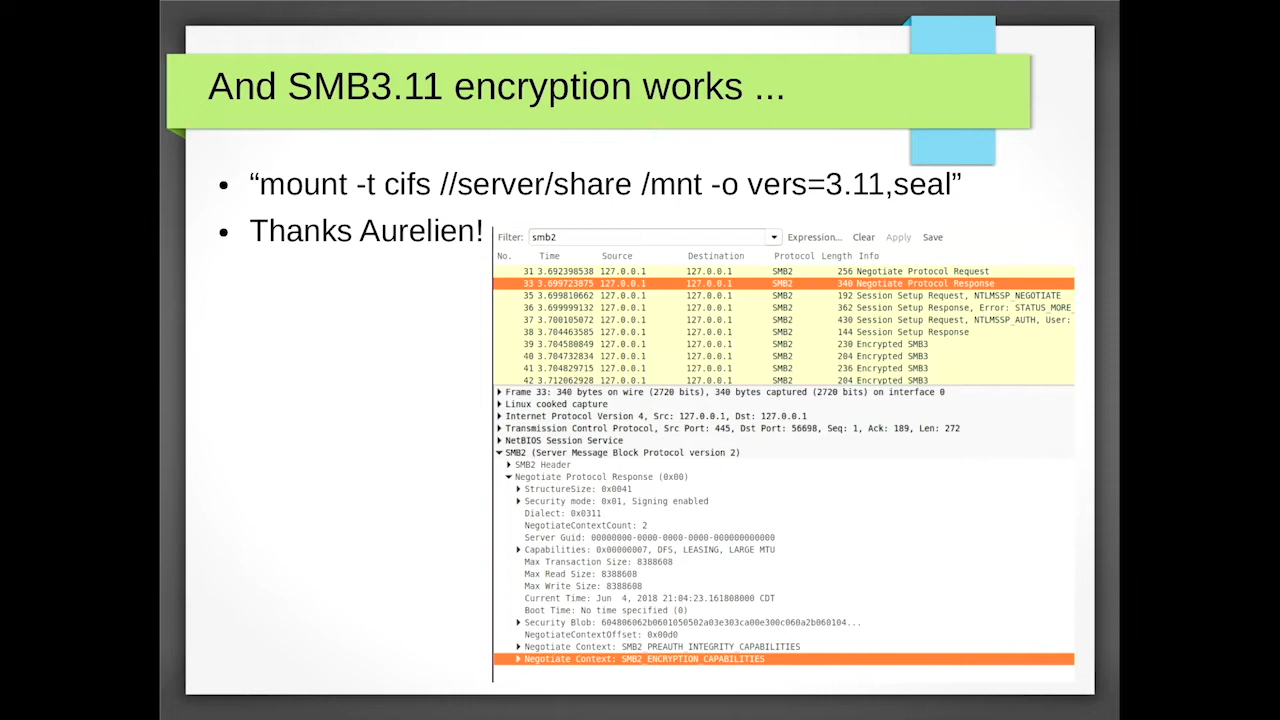 And SMB3.11 encryption works ...
• “mount -t cifs //server/share /mnt -o vers=3.11,seal”
• Thanks Aurelien!
Filter: smb2 Expression... Clear Apply Save
No. Time Source Destination Protocol Length Info
31 3.692398538 127.0.0.1 127.0.0.1 SMB2 256 Negotiate Protocol Request
33 3.699723875 127.0.0.1 127.0.0.1 SMB2 340 Negotiate Protocol Response
35 3.699810662 127.0.0.1 127.0.0.1 SMB2 192 Session Setup Request, NTLMSSP_NEGOTIATE
36 3.699999132 127.0.0.1 127.0.0.1 SMB2 362 Session Setup Response, Error: STATUS_MORE_
37 3.700105072 127.0.0.1 127.0.0.1 SMB2 430 Session Setup Request, NTLMSSP_AUTH, User:
38 3.704463585 127.0.0.1 127.0.0.1 SMB2 144 Session Setup Response
39 3.704580849 127.0.0.1 127.0.0.1 SMB2 230 Encrypted SMB3
40 3.704732834 127.0.0.1 127.0.0.1 SMB2 204 Encrypted SMB3
41 3.704829715 127.0.0.1 127.0.0.1 SMB2 236 Encrypted SMB3
42 3.712062928 127.0.0.1 127.0.0.1 SMB2 204 Encrypted SMB3
Frame 33: 340 bytes on wire (2720 bits), 340 bytes captured (2720 bits) on interface 0
Linux cooked capture
Internet Protocol Version 4, Src: 127.0.0.1, Dst: 127.0.0.1
Transmission Control Protocol, Src Port: 445, Dst Port: 56698, Seq: 1, Ack: 189, Len: 272
NetBIOS Session Service
SMB2 (Server Message Block Protocol version 2)
SMB2 Header
Negotiate Protocol Response (0x00)
StructureSize: 0x0041
Security mode: 0x01, Signing enabled
Dialect: 0x0311
NegotiateContextCount: 2
Server Guid: 00000000-0000-0000-0000-000000000000
Capabilities: 0x00000007, DFS, LEASING, LARGE MTU
Max Transaction Size: 8388608
Max Read Size: 8388608
Max Write Size: 8388608
Current Time: Jun  4, 2018 21:04:23.161808000 CDT
Boot Time: No time specified (0)
Security Blob: 604806062b0601050502a03e303ca00e300c060a2b060104...
NegotiateContextOffset: 0x00d0
Negotiate Context: SMB2_PREAUTH_INTEGRITY_CAPABILITIES
Negotiate Context: SMB2_ENCRYPTION_CAPABILITIES